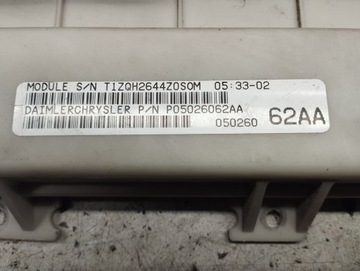 MODULE S/N T1ZQH2644Z0S0M 05:33-02
DAIMLERCHRYSLER P/N P05026062AA
050260 62AA